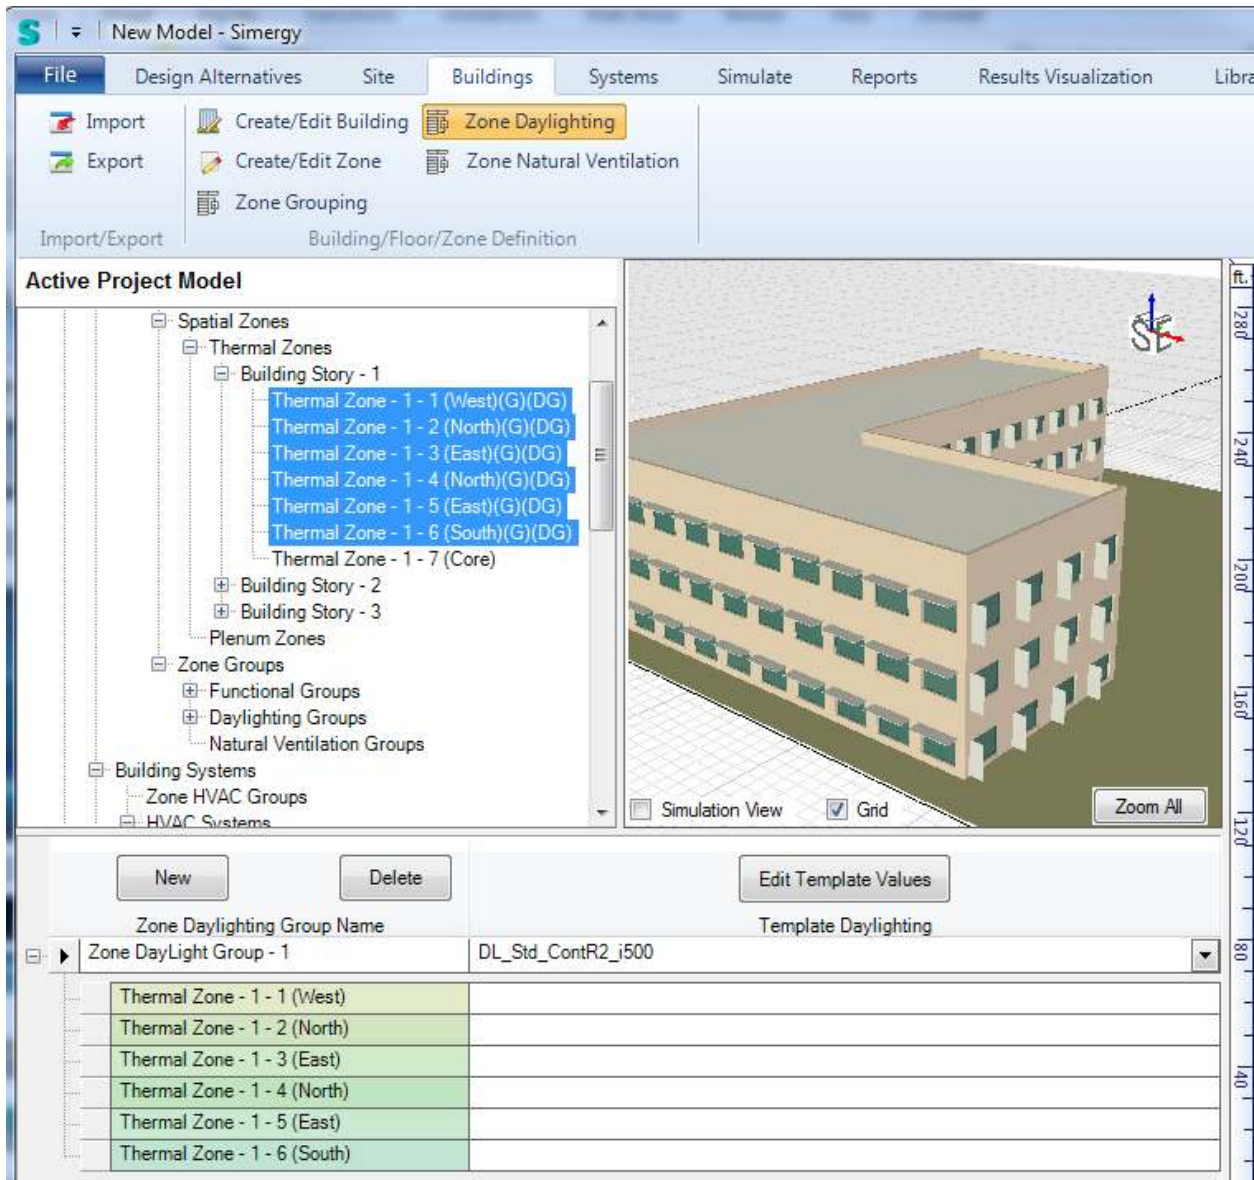 New Model - Simergy
File Design Alternatives Site Buildings Systems Simulate Reports Results Visualization Libra
Import Create/Edit Building Zone Daylighting
Export Create/Edit Zone Zone Natural Ventilation
Zone Grouping
Import/Export Building/Floor/Zone Definition
Active Project Model
Spatial Zones
Thermal Zones
Building Story - 1
Thermal Zone - 1 - 1 (West)(G)(DG)
Thermal Zone - 1 - 2 (North)(G)(DG)
Thermal Zone - 1 - 3 (East)(G)(DG)
Thermal Zone - 1 - 4 (North)(G)(DG)
Thermal Zone - 1 - 5 (East)(G)(DG)
Thermal Zone - 1 - 6 (South)(G)(DG)
Thermal Zone - 1 - 7 (Core)
Building Story - 2
Building Story - 3
Plenum Zones
Zone Groups
Functional Groups
Daylighting Groups
Natural Ventilation Groups
Building Systems
Zone HVAC Groups
HVAC Systems
SE
Simulation View Grid Zoom All
ft.
280
240
200
160
120
80
40
New Delete Edit Template Values
Zone Daylighting Group Name Template Daylighting
Zone DayLight Group - 1 DL_Std_ContR2_i500
Thermal Zone - 1 - 1 (West)
Thermal Zone - 1 - 2 (North)
Thermal Zone - 1 - 3 (East)
Thermal Zone - 1 - 4 (North)
Thermal Zone - 1 - 5 (East)
Thermal Zone - 1 - 6 (South)